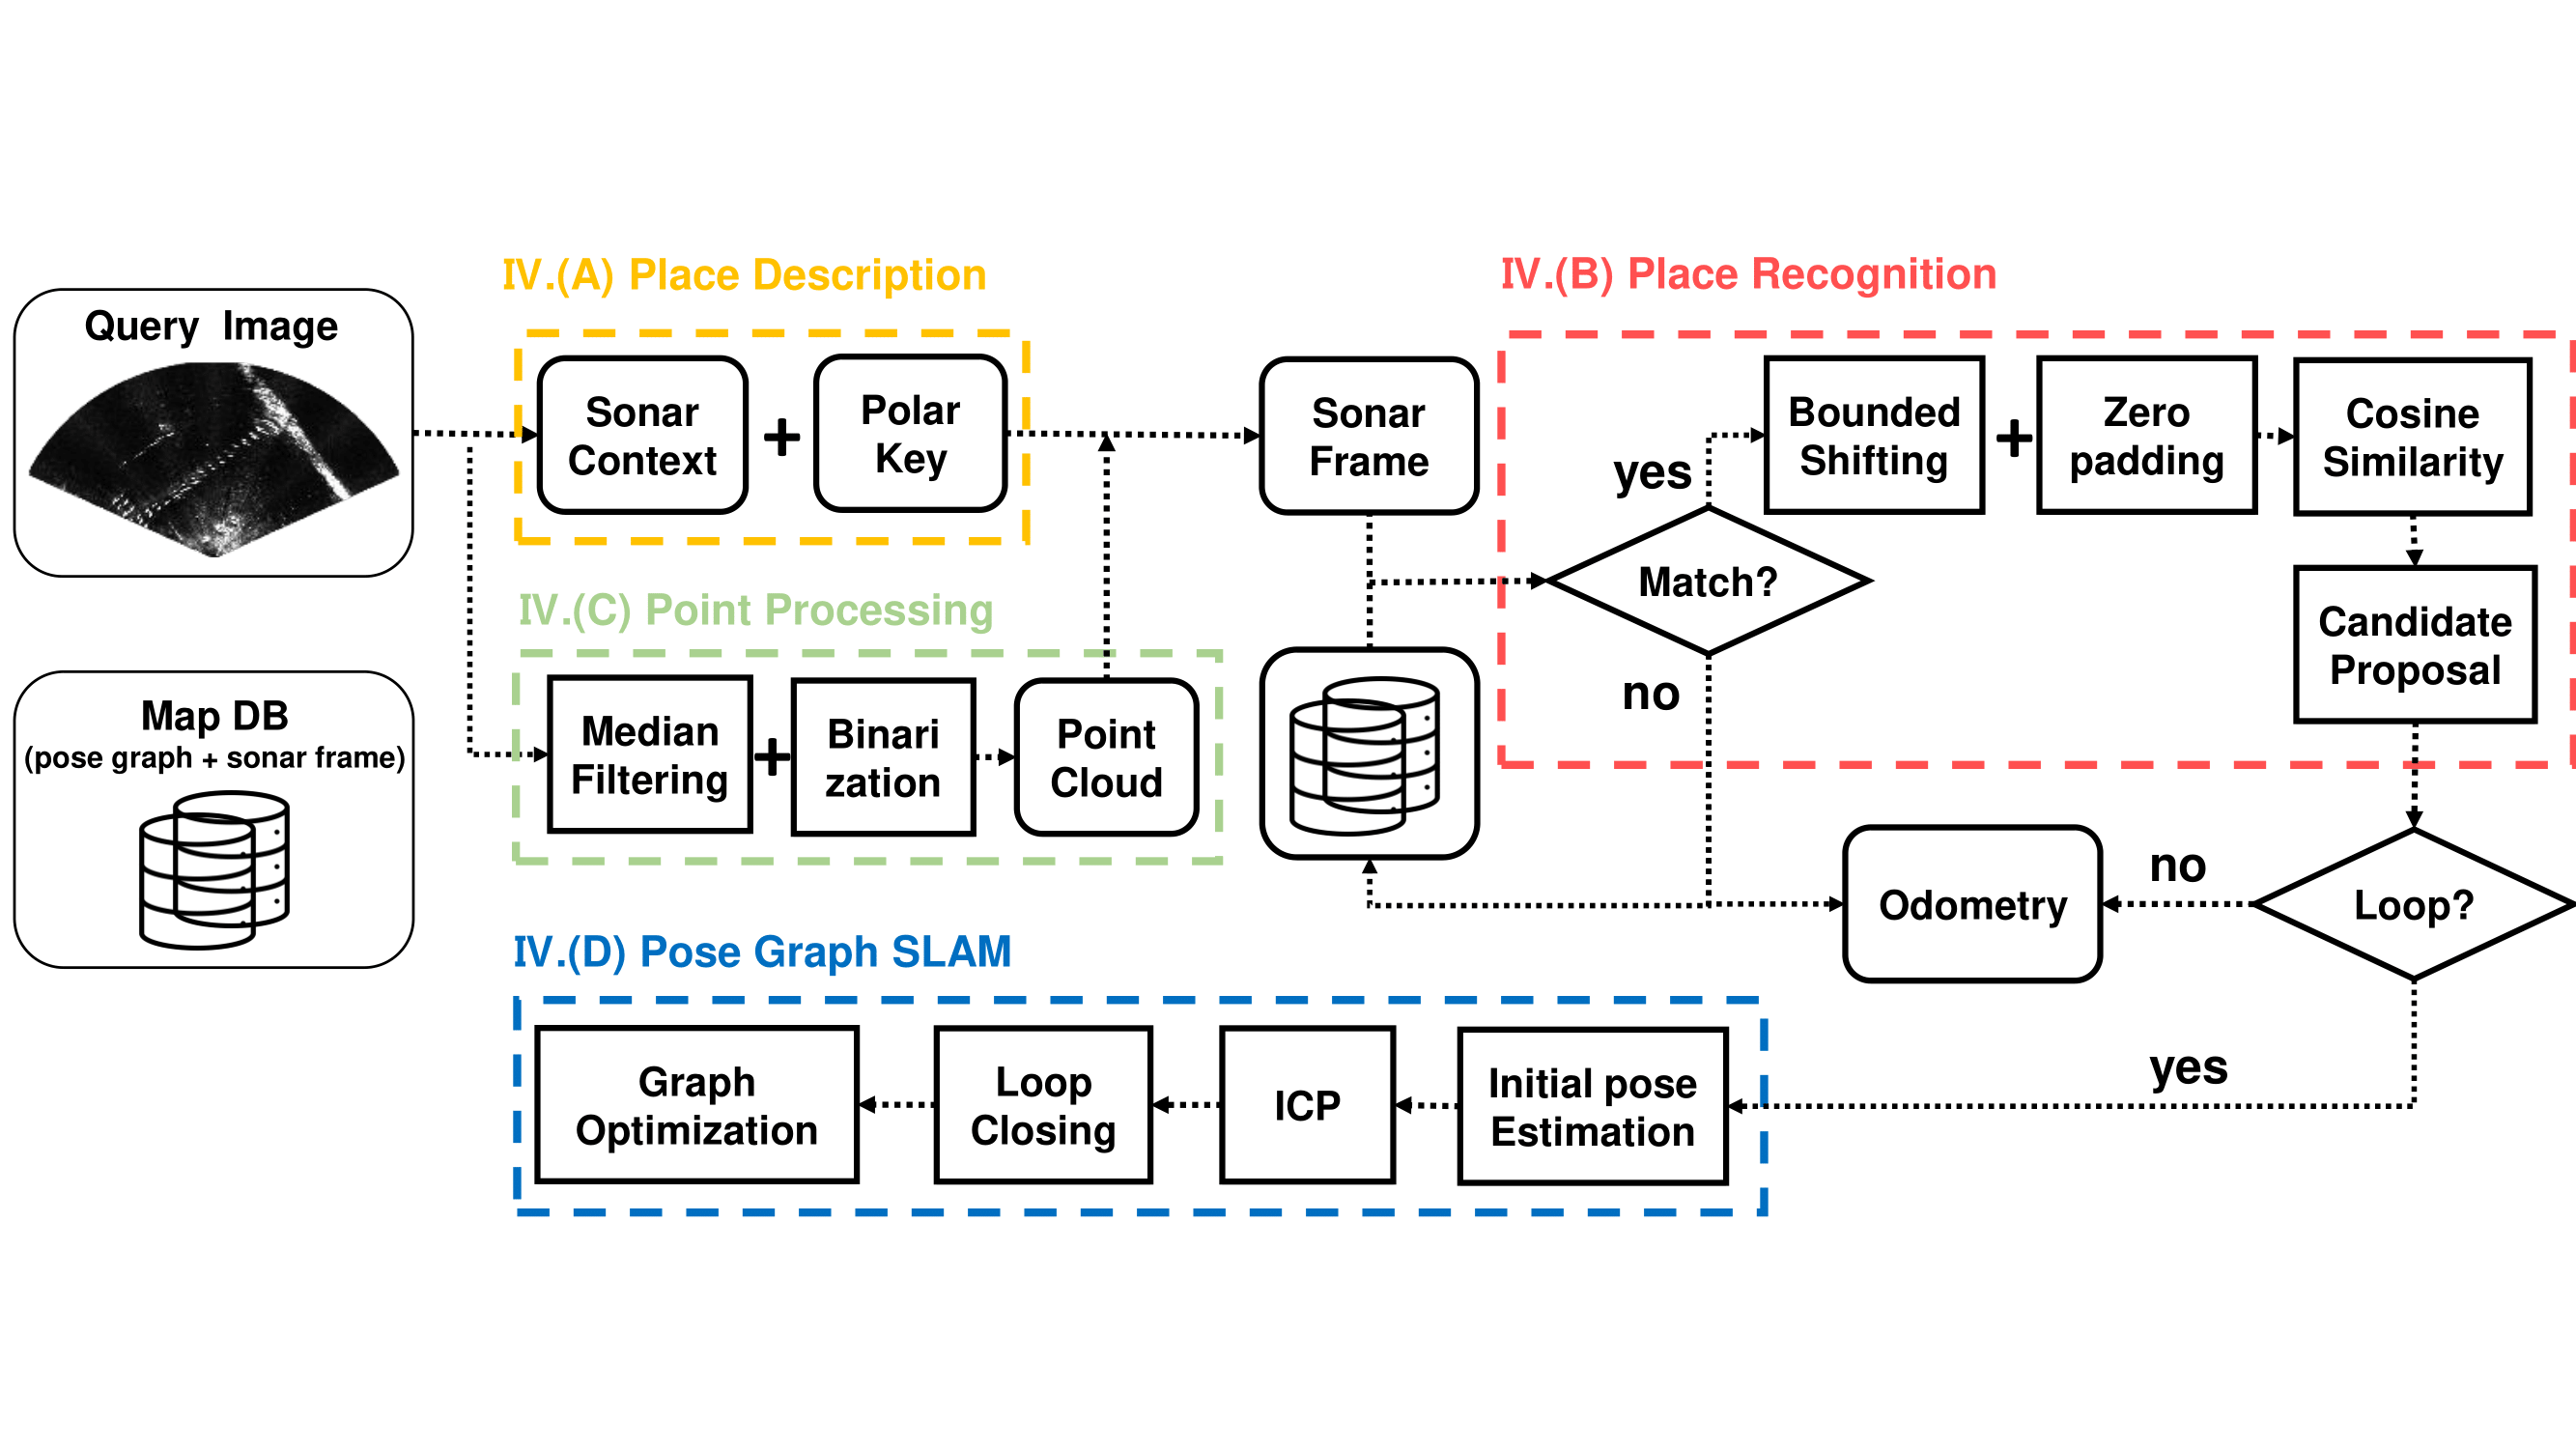 Query Image
Map DB
(pose graph + sonar frame)
IV.(A) Place Description
Sonar
Context
+
Polar
Key
IV.(C) Point Processing
Median
Filtering
+
Binari
zation
Point
Cloud
Sonar
Frame
IV.(B) Place Recognition
Match?
yes
no
Bounded
Shifting
+
Zero
padding
Cosine
Similarity
Candidate
Proposal
Loop?
no
Odometry
yes
IV.(D) Pose Graph SLAM
Graph
Optimization
Loop
Closing
ICP
Initial pose
Estimation